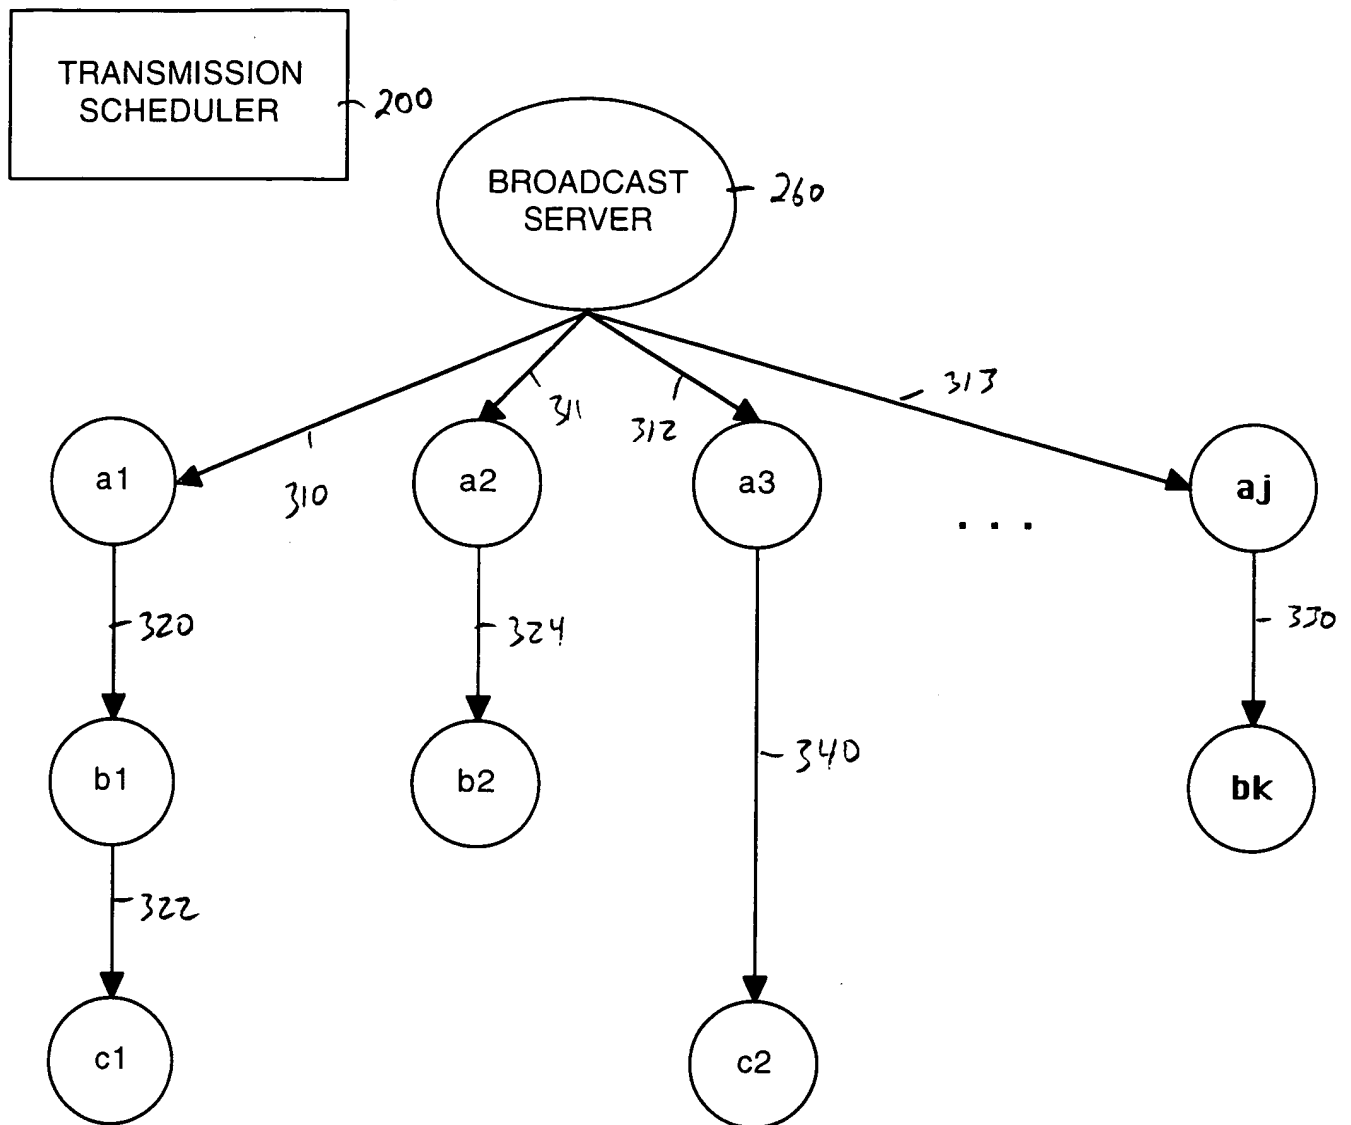 TRANSMISSION
SCHEDULER
200
BROADCAST
SERVER
260
310
311
312
313
a1
a2
a3
aj
. . .
320
324
330
b1
b2
340
bk
322
c1
c2